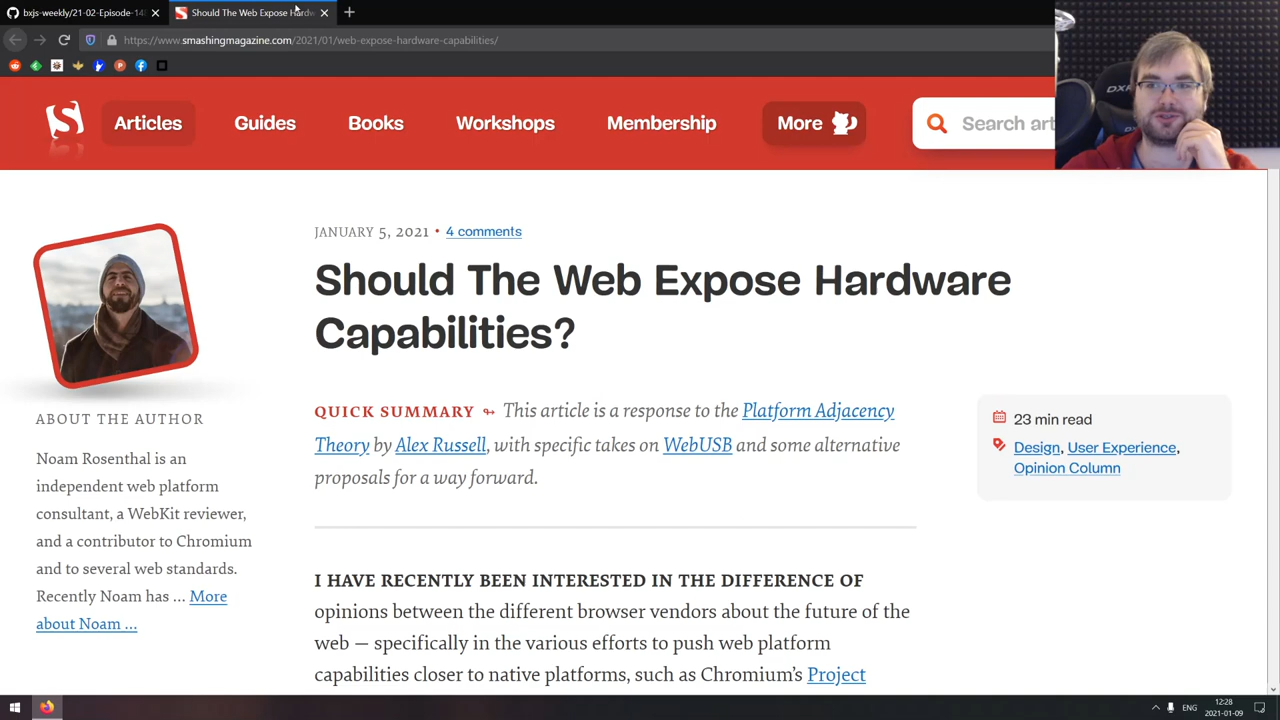 bxjs-weekly/21-02-Episode-148
Should The Web Expose Hardw
https://www.smashingmagazine.com/2021/01/web-expose-hardware-capabilities/
Articles
Guides
Books
Workshops
Membership
More
Search art
JANUARY 5, 2021 • 4 comments
Should The Web Expose Hardware
Capabilities?
QUICK SUMMARY ↬ This article is a response to the Platform Adjacency
Theory by Alex Russell, with specific takes on WebUSB and some alternative
proposals for a way forward.
23 min read
Design, User Experience,
Opinion Column
ABOUT THE AUTHOR
Noam Rosenthal is an
independent web platform
consultant, a WebKit reviewer,
and a contributor to Chromium
and to several web standards.
Recently Noam has ... More
about Noam ...
I HAVE RECENTLY BEEN INTERESTED IN THE DIFFERENCE OF
opinions between the different browser vendors about the future of the
web — specifically in the various efforts to push web platform
capabilities closer to native platforms, such as Chromium’s Project
ENG
12:28
2021-01-09